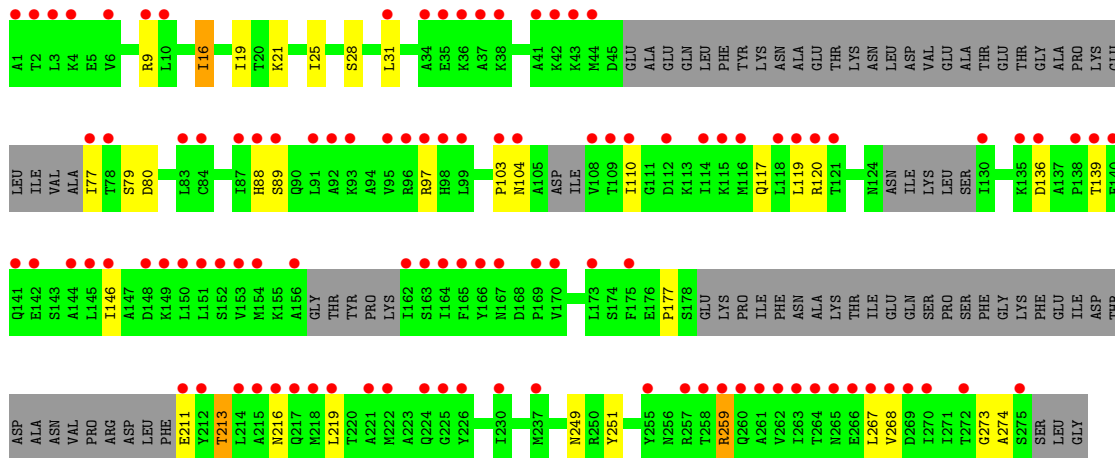 A1 T2 L3 K4 E5 V6 R9 L10 I16 I19 T20 K21 I25 S28 L31 A34 E35 K36 A37 K38 A41 K42 K43 M44 D45 GLU ALA GLU GLN LEU PHE TYR LYS ASN ALA GLU THR LYS ASN LEU ASP VAL GLU ALA THR GLU THR GLY ALA PRO LYS GLU
LEU ILE VAL ALA I77 T78 S79 D80 L83 C84 I87 H88 S89 Q90 L91 A92 K93 A94 V95 R96 R97 H98 L99 P103 N104 A105 ASP ILE V108 T109 I110 G111 D112 K113 I114 K115 M116 Q117 L118 L119 R120 T121 N124 ASN ILE LYS LEU SER I130 K135 D136 A137 P138 T139 E140
Q141 E142 S143 A144 L145 I146 A147 D148 K149 L150 L151 S152 V153 M154 K155 A156 GLY THR TYR PRO LYS I162 S163 I164 F165 Y166 N167 D168 P169 V170 L173 S174 F175 E176 P177 S178 GLU LYS PRO ILE PHE ASN ALA LYS THR ILE GLU GLN SER PRO SER PHE GLY LYS PHE GLU ILE ASP THR
ASP ALA ASN VAL PRO ARG ASP LEU PHE E211 Y212 T213 L214 A215 N216 Q217 M218 L219 T220 A221 M222 A223 Q224 G225 Y226 I230 M237 N249 R250 Y251 Y255 N256 R257 T258 R259 Q260 A261 V262 I263 T264 N265 E266 L267 V268 D269 I270 I271 T272 G273 A274 S275 SER LEU GLY